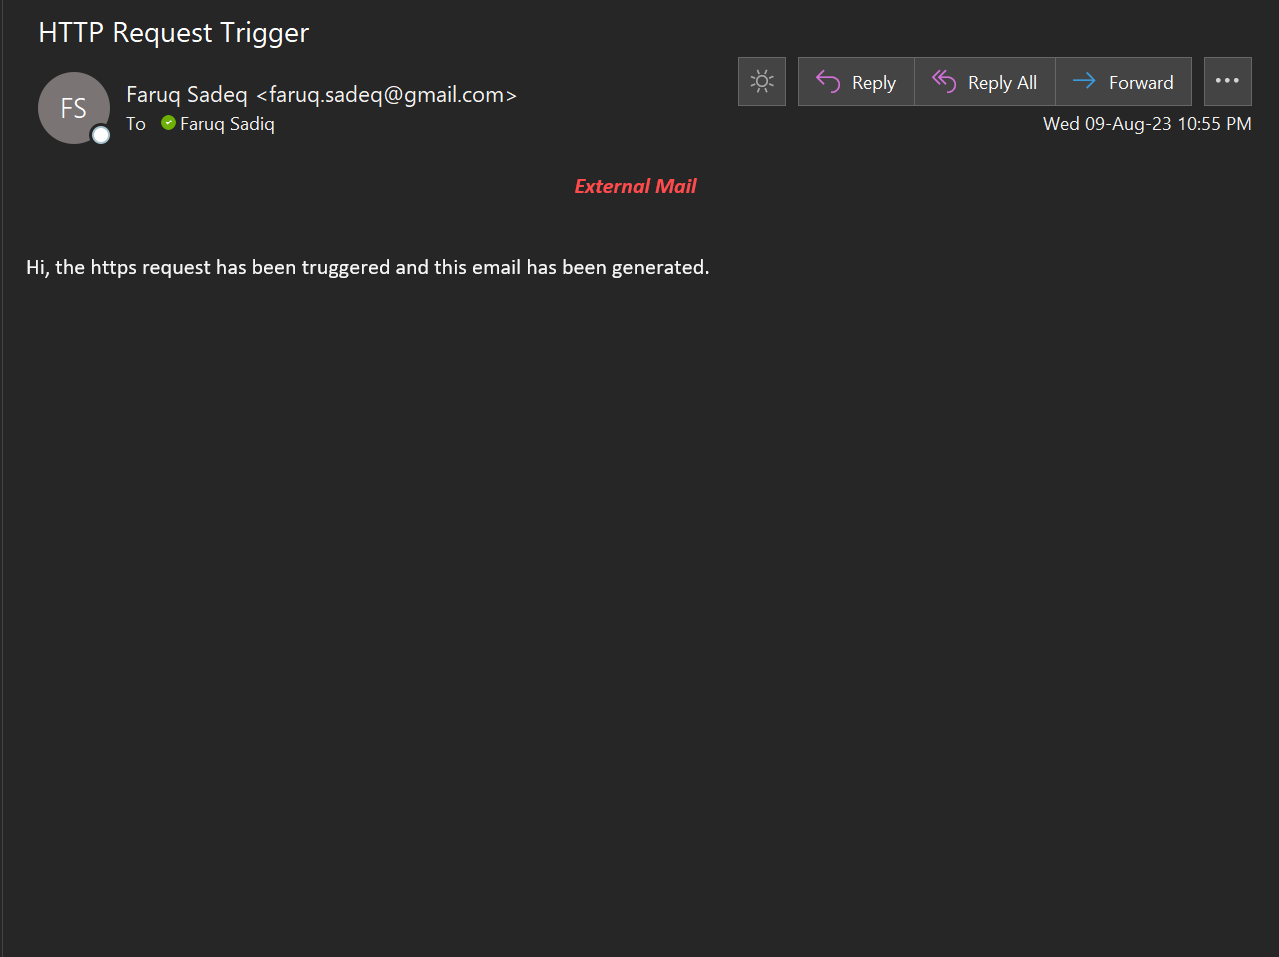 HTTP Request Trigger
FS
Faruq Sadeq <faruq.sadeq@gmail.com>
To Faruq Sadiq
Reply
Reply All
Forward
Wed 09-Aug-23 10:55 PM
External Mail
Hi, the https request has been truggered and this email has been generated.